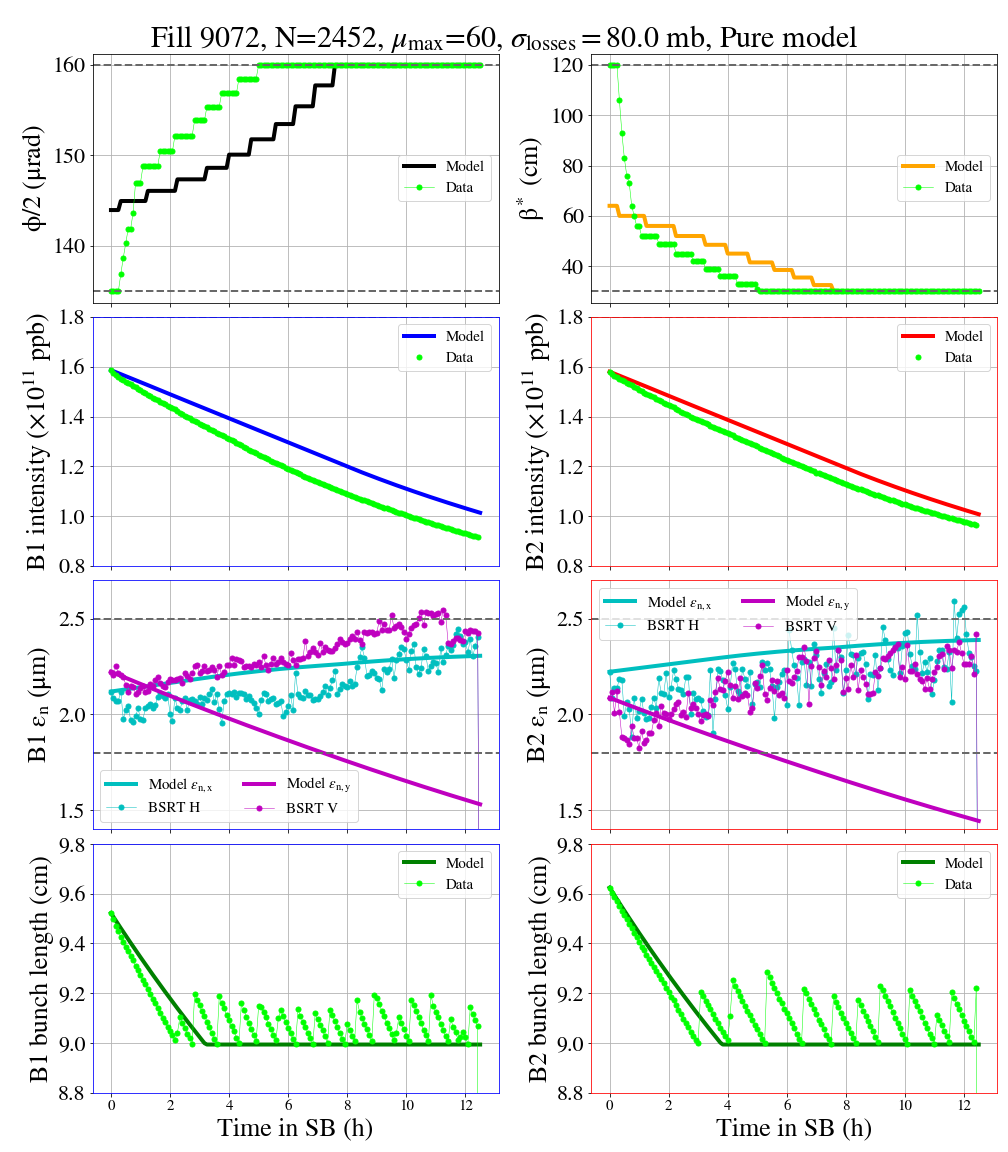 Fill 9072, N=2452, μmax=60, σlosses = 80.0 mb, Pure model
ϕ/2 (μrad)
160
150
140
Model
Data
β* (cm)
120
100
80
60
40
Model
Data
B1 intensity (×10¹¹ ppb)
1.8
1.6
1.4
1.2
1.0
0.8
Model
Data
B2 intensity (×10¹¹ ppb)
1.8
1.6
1.4
1.2
1.0
0.8
Model
Data
B1 εn (μm)
2.5
2.0
1.5
Model εn,x
BSRT H
Model εn,y
BSRT V
B2 εn (μm)
2.5
2.0
1.5
Model εn,x
BSRT H
Model εn,y
BSRT V
B1 bunch length (cm)
9.8
9.6
9.4
9.2
9.0
8.8
Model
Data
0 2 4 6 8 10 12
Time in SB (h)
B2 bunch length (cm)
9.8
9.6
9.4
9.2
9.0
8.8
Model
Data
0 2 4 6 8 10 12
Time in SB (h)